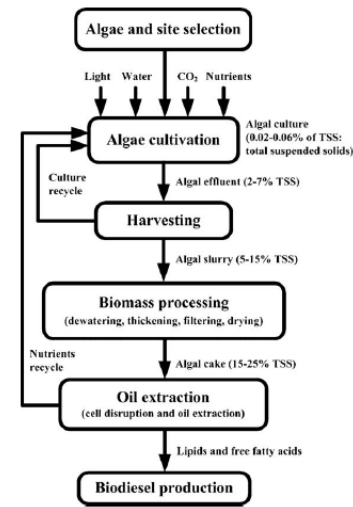 Algae and site selection
Light
Water
CO₂
Nutrients
Algae cultivation
Algal culture
(0.02-0.06% of TSS:
total suspended solids)
Culture
recycle
Algal effluent (2-7% TSS)
Harvesting
Algal slurry (5-15% TSS)
Biomass processing
(dewatering, thickening, filtering, drying)
Nutrients
recycle
Algal cake (15-25% TSS)
Oil extraction
(cell disruption and oil extraction)
Lipids and free fatty acids
Biodiesel production